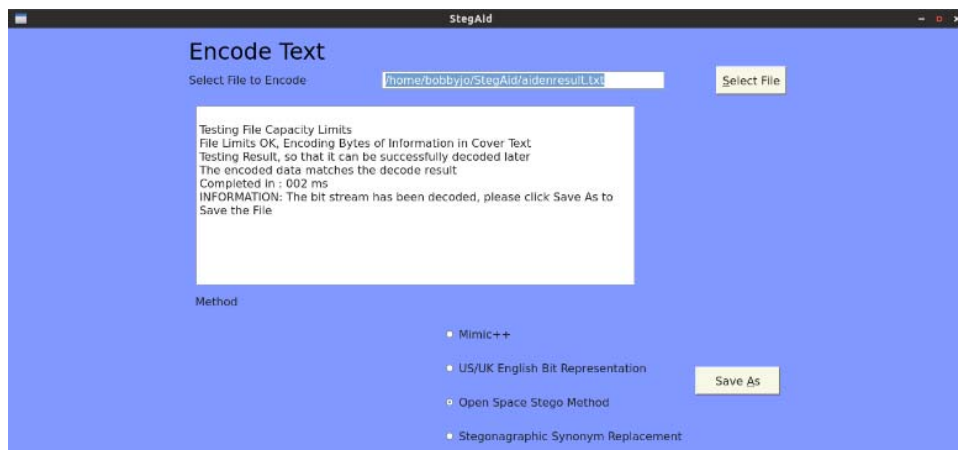 StegAid
Encode Text
Select File to Encode
/home/bobbyjo/StegAid/aidenresult.txt
Select File
Testing File Capacity Limits
File Limits OK, Encoding Bytes of Information in Cover Text
Testing Result, so that it can be successfully decoded later
The encoded data matches the decode result
Completed in : 002 ms
INFORMATION: The bit stream has been decoded, please click Save As to
Save the File
Method
Mimic++
US/UK English Bit Representation
Save As
Open Space Stego Method
Stegonagraphic Synonym Replacement